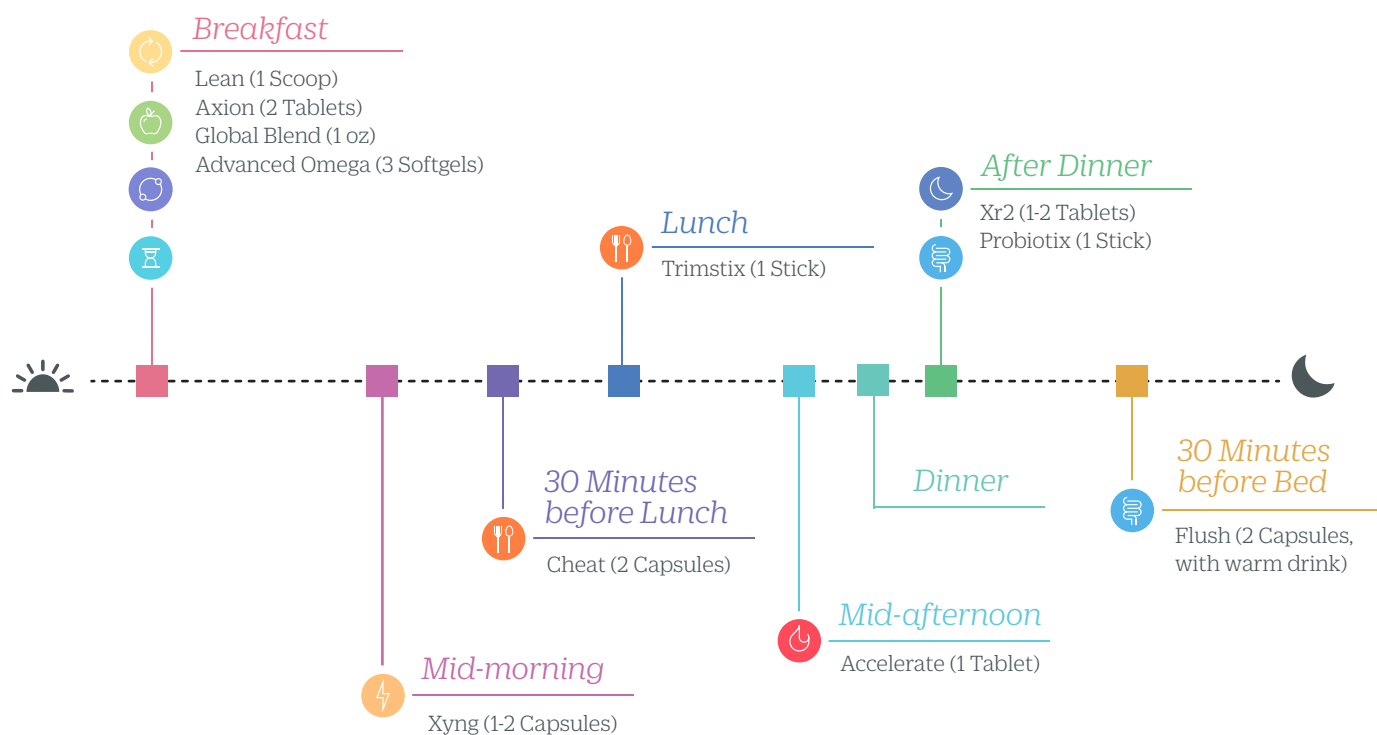 Breakfast
Lean (1 Scoop)
Axion (2 Tablets)
Global Blend (1 oz)
Advanced Omega (3 Softgels)
Mid-morning
Xyng (1-2 Capsules)
30 Minutes
before Lunch
Cheat (2 Capsules)
Lunch
Trimstix (1 Stick)
Mid-afternoon
Accelerate (1 Tablet)
Dinner
After Dinner
Xr2 (1-2 Tablets)
Probiotix (1 Stick)
30 Minutes
before Bed
Flush (2 Capsules,
with warm drink)